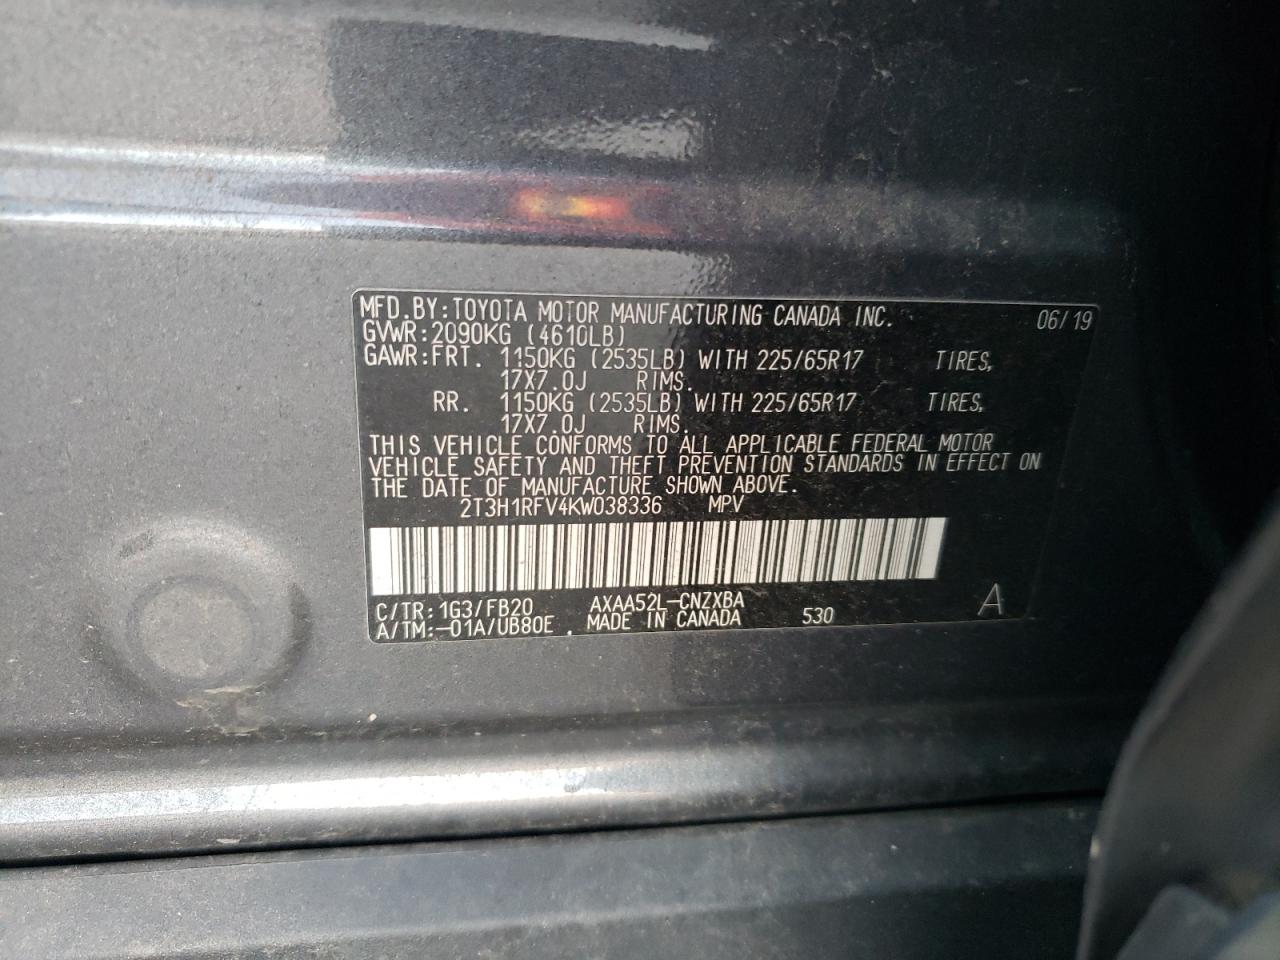 MFD.BY:TOYOTA MOTOR MANUFACTURING CANADA INC. 06/19
GVWR:2090KG (4610LB)
GAWR:FRT. 1150KG (2535LB) WITH 225/65R17 TIRES,
17X7.0J RIMS.
RR. 1150KG (2535LB) WITH 225/65R17 TIRES,
17X7.0J RIMS.
THIS VEHICLE CONFORMS TO ALL APPLICABLE FEDERAL MOTOR
VEHICLE SAFETY AND THEFT PREVENTION STANDARDS IN EFFECT ON
THE DATE OF MANUFACTURE SHOWN ABOVE.
2T3H1RFV4KW038336 MPV
C/TR:1G3/FB20 AXAA52L-CNZXBA
A/TM:-01A/UB80E MADE IN CANADA 530 A